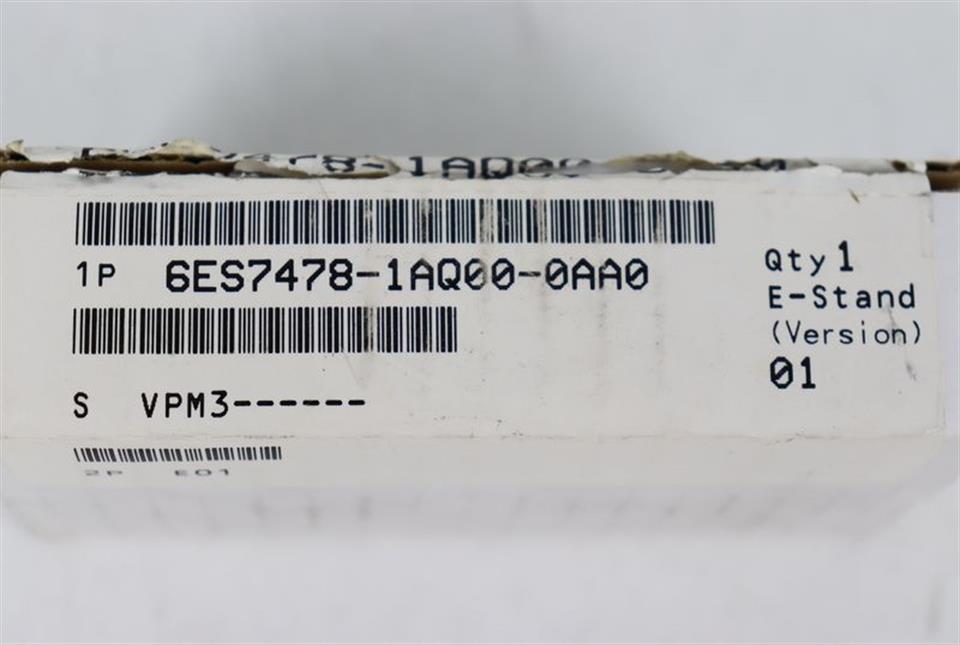 1P 6ES7478-1AQ00-0AA0
S VPM3------
2P E01
Qty 1
E-Stand
(Version)
01